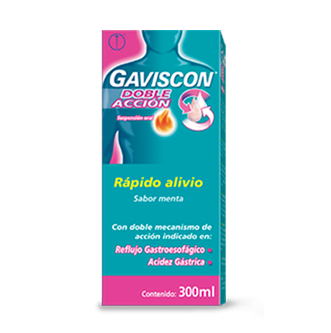 GAVISCON®
DOBLE
ACCIÓN
Suspensión oral
Rápido alivio
Sabor menta
Con doble mecanismo de
acción indicado en:
Reflujo Gastroesofágico
Acidez Gástrica
Contenido: 300ml